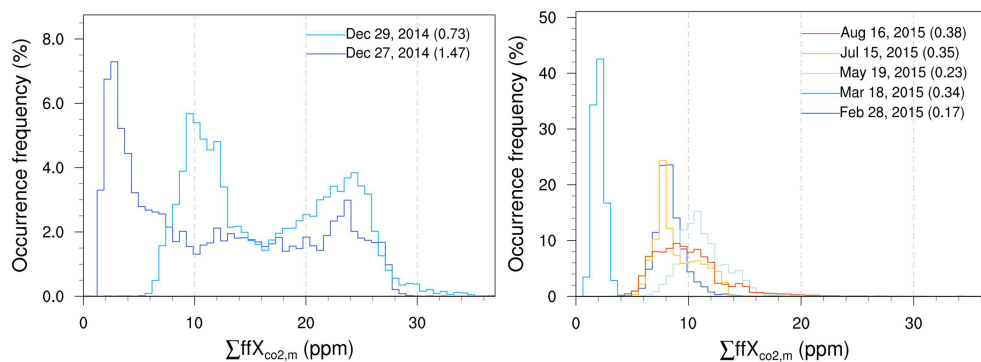 Dec 29, 2014 (0.73)
Dec 27, 2014 (1.47)
Occurrence frequency (%)
8.0
6.0
4.0
2.0
0.0
0 10 20 30
∑ffXco2,m (ppm)
Aug 16, 2015 (0.38)
Jul 15, 2015 (0.35)
May 19, 2015 (0.23)
Mar 18, 2015 (0.34)
Feb 28, 2015 (0.17)
Occurrence frequency (%)
50
40
30
20
10
0
0 10 20 30
∑ffXco2,m (ppm)